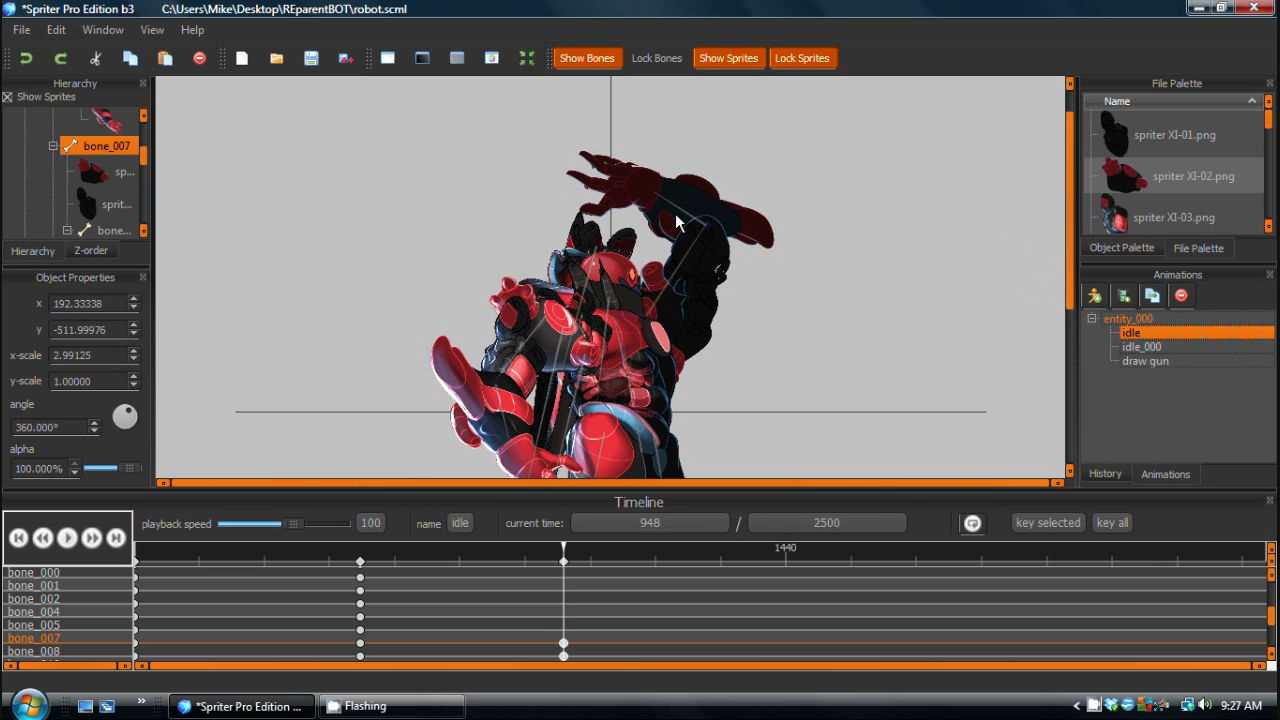 *Spriter Pro Edition b3 C:\Users\Mike\Desktop\REparentBOT\robot.scml
File Edit Window View Help
Show Bones Lock Bones Show Sprites Lock Sprites
Hierarchy
Show Sprites
bone_007
sp...
sprit...
bone...
Hierarchy Z-order
Object Properties
x 192.33338
y -511.99976
x-scale 2.99125
y-scale 1.00000
angle
360.000°
alpha
100.000%
File Palette
Name
spriter XI-01.png
spriter XI-02.png
spriter XI-03.png
Object Palette File Palette
Animations
entity_000
idle
idle_000
draw gun
History Animations
Timeline
playback speed 100 name idle current time: 948 / 2500 key selected key all
1440
bone_000
bone_001
bone_002
bone_004
bone_005
bone_007
bone_008
*Spriter Pro Edition ... Flashing 9:27 AM